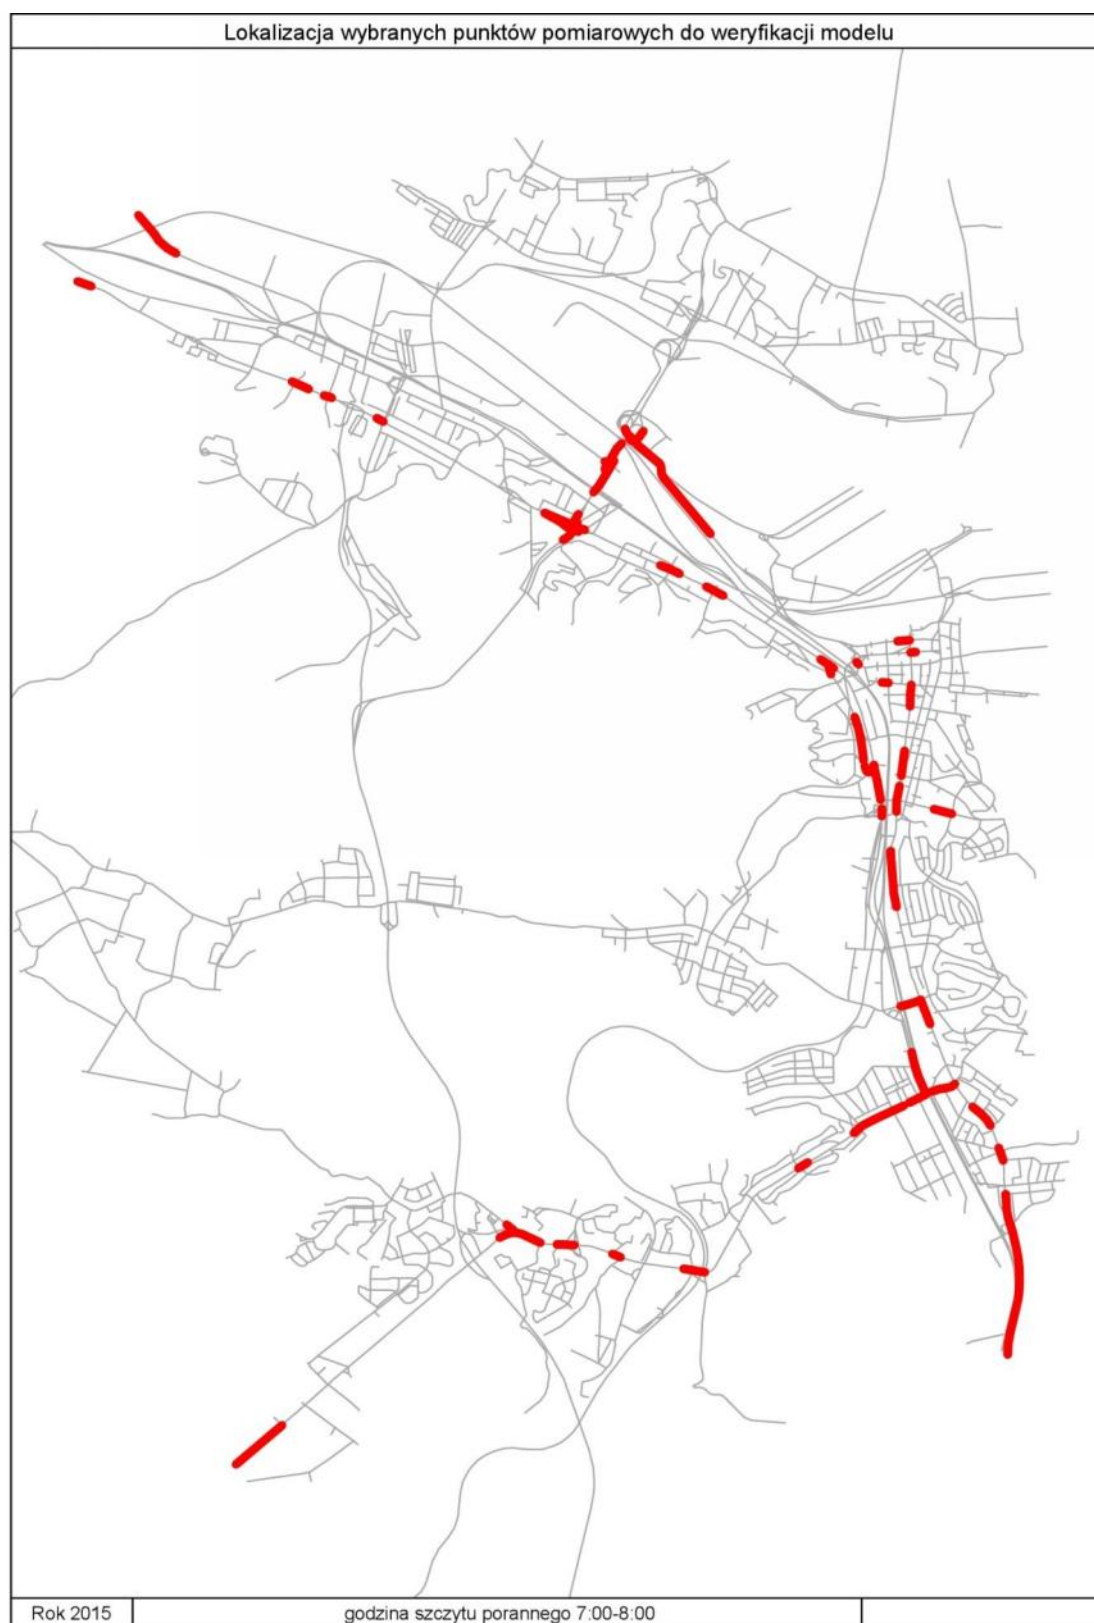 Lokalizacja wybranych punktów pomiarowych do weryfikacji modelu
Rok 2015
godzina szczytu porannego 7:00-8:00